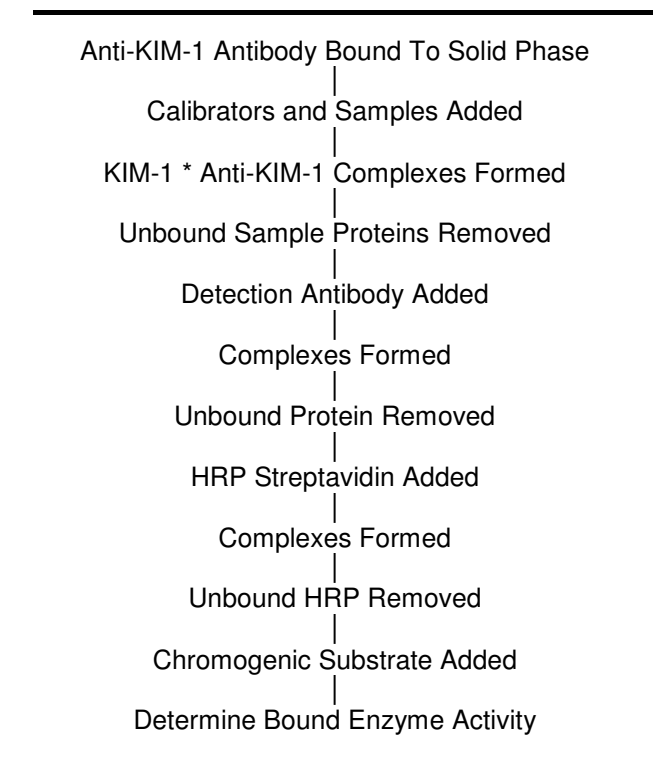 Anti-KIM-1 Antibody Bound To Solid Phase
Calibrators and Samples Added
KIM-1 * Anti-KIM-1 Complexes Formed
Unbound Sample Proteins Removed
Detection Antibody Added
Complexes Formed
Unbound Protein Removed
HRP Streptavidin Added
Complexes Formed
Unbound HRP Removed
Chromogenic Substrate Added
Determine Bound Enzyme Activity